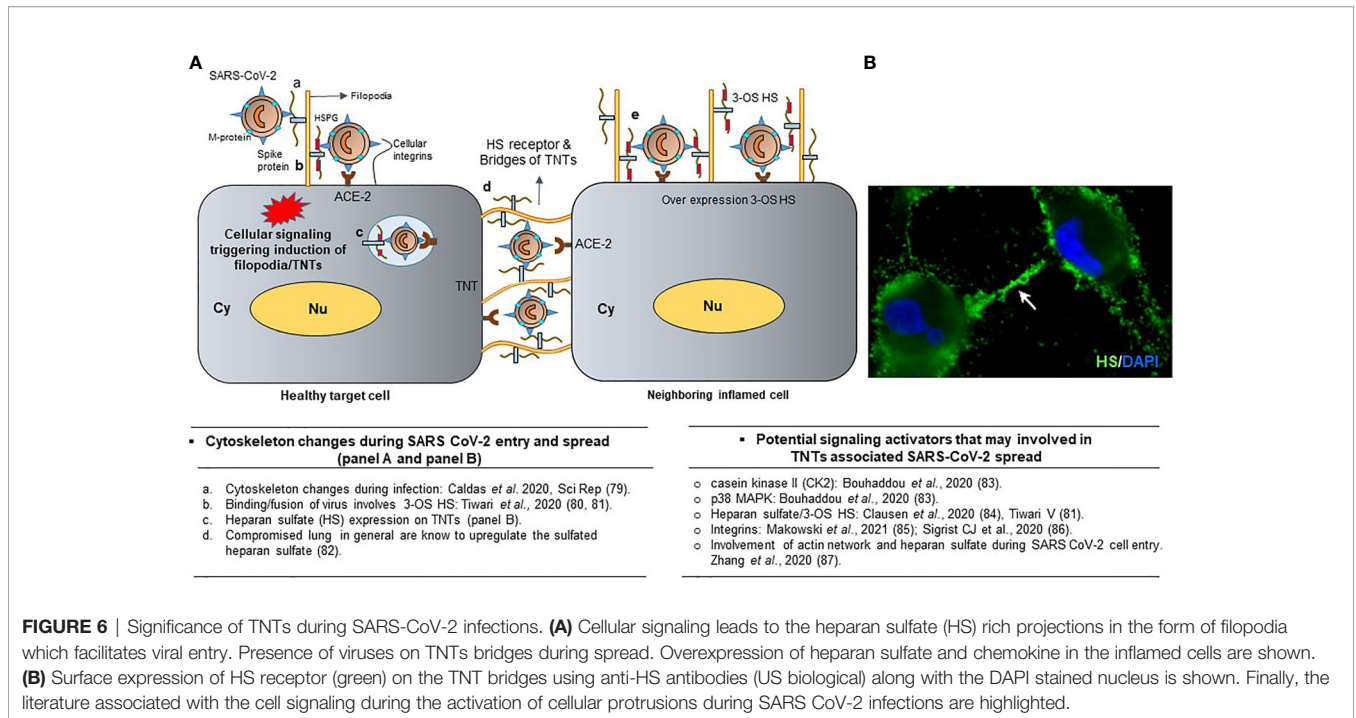 A
SARS-CoV-2
a
Filopodia
M-protein
HSPG
Spike
protein
b
Cellular
integrins
ACE-2
Cellular signaling
triggering induction of
filopodia/TNTs
c
Cy
Nu
Healthy target cell
HS receptor &
Bridges of TNTs
d
ACE-2
TNT
e
3-OS HS
Over expression 3-OS HS
Cy
Nu
Neighboring inflamed cell
B
HS/DAPI
▪ Cytoskeleton changes during SARS CoV-2 entry and spread
(panel A and panel B)
a. Cytoskeleton changes during infection: Caldas et al. 2020, Sci Rep (79).
b. Binding/fusion of virus involves 3-OS HS: Tiwari et al., 2020 (80, 81).
c. Heparan sulfate (HS) expression on TNTs (panel B).
d. Compromised lung in general are know to upregulate the sulfated
heparan sulfate (82).
▪ Potential signaling activators that may involved in
TNTs associated SARS-CoV-2 spread
o casein kinase II (CK2): Bouhaddou et al., 2020 (83).
o p38 MAPK: Bouhaddou et al., 2020 (83).
o Heparan sulfate/3-OS HS: Clausen et al., 2020 (84), Tiwari V (81).
o Integrins: Makowski et al., 2021 (85); Sigrist CJ et al., 2020 (86).
o Involvement of actin network and heparan sulfate during SARS CoV-2 cell entry.
Zhang et al., 2020 (87).
FIGURE 6 | Significance of TNTs during SARS-CoV-2 infections. (A) Cellular signaling leads to the heparan sulfate (HS) rich projections in the form of filopodia
which facilitates viral entry. Presence of viruses on TNTs bridges during spread. Overexpression of heparan sulfate and chemokine in the inflamed cells are shown.
(B) Surface expression of HS receptor (green) on the TNT bridges using anti-HS antibodies (US biological) along with the DAPI stained nucleus is shown. Finally, the
literature associated with the cell signaling during the activation of cellular protrusions during SARS CoV-2 infections are highlighted.